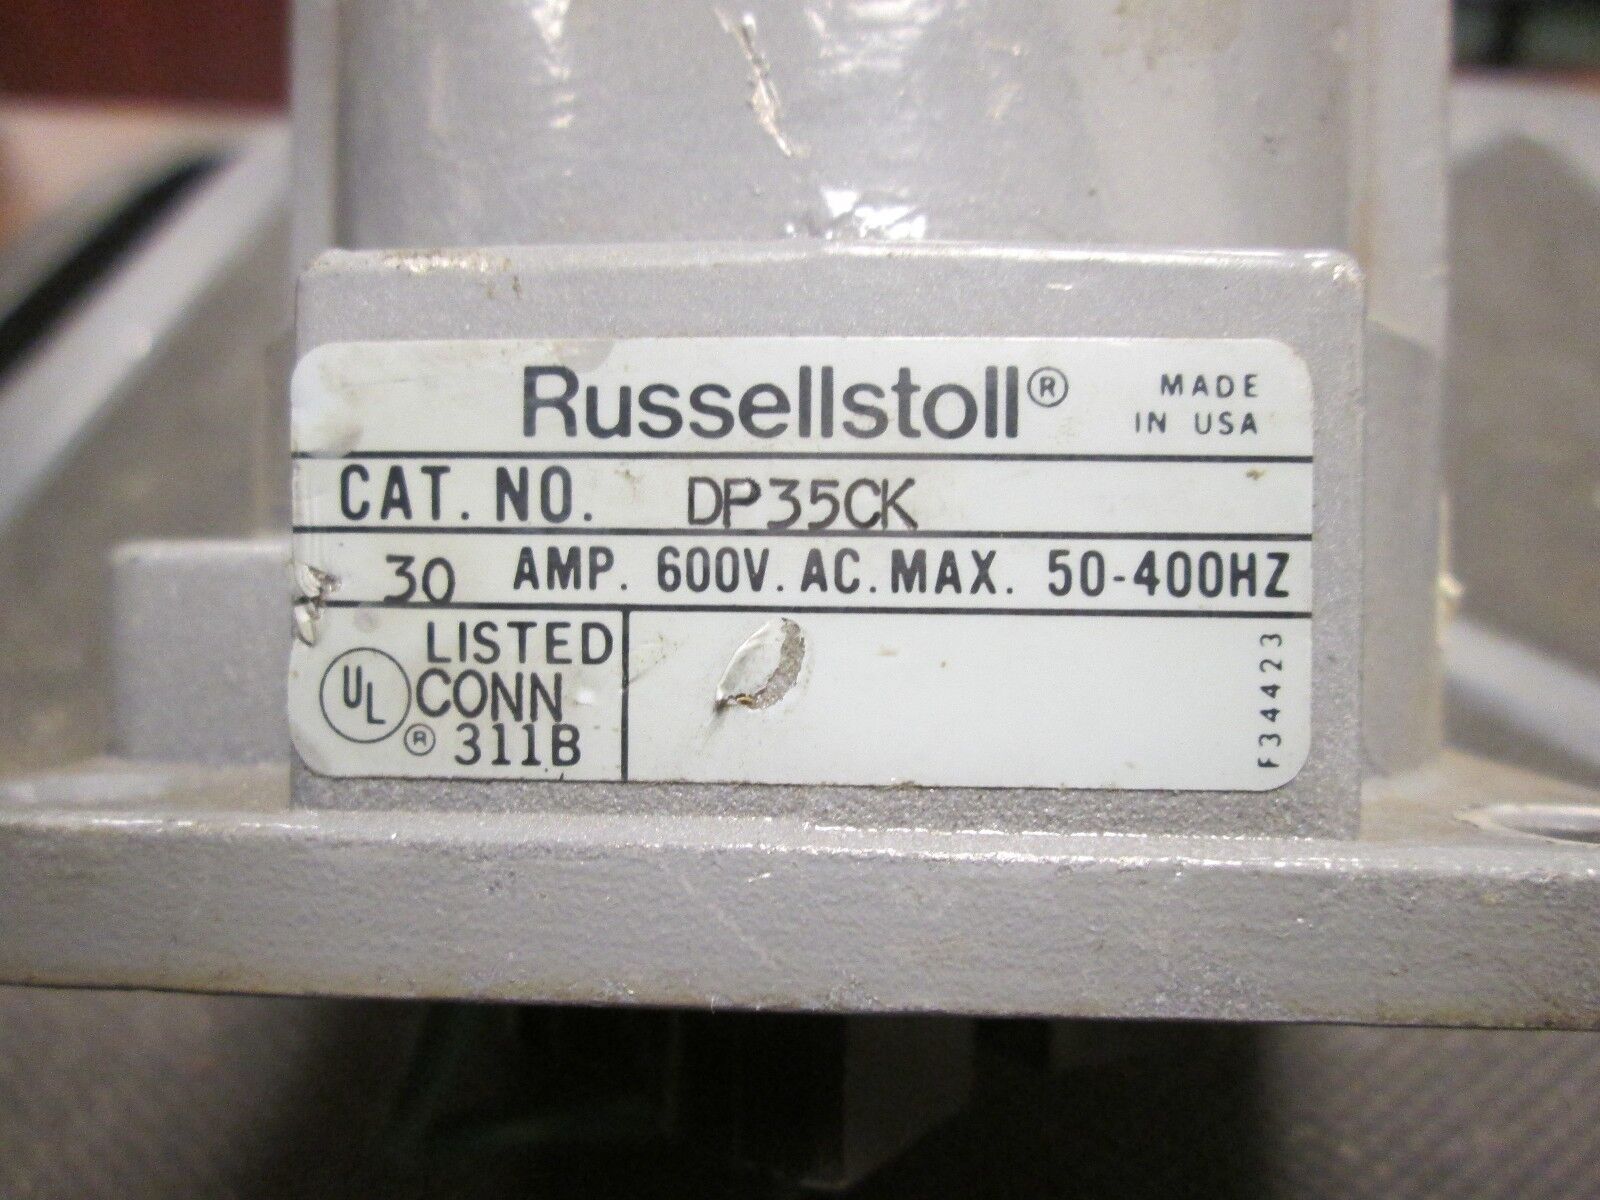 Russellstoll®
MADE
IN USA
CAT. NO. DP35CK
30 AMP. 600V. AC. MAX. 50-400HZ
UL ®
LISTED
CONN
311B
F34423